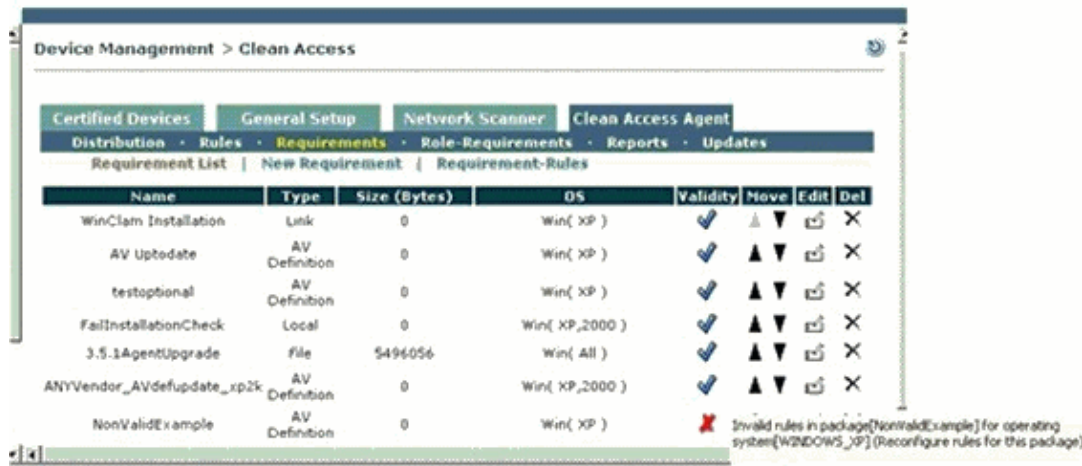 Device Management > Clean Access
Certified Devices General Setup Network Scanner Clean Access Agent
Distribution · Rules · Requirements · Role-Requirements · Reports · Updates
Requirement List | New Requirement | Requirement-Rules
Name Type Size (Bytes) OS Validity Move Edit Del
WinClam Installation Link 0 Win( XP )
AV Uptodate AV Definition 0 Win( XP )
testoptional AV Definition 0 Win( XP )
FailInstallationCheck Local 0 Win( XP,2000 )
3.5.1AgentUpgrade File 5496056 Win( All )
ANYVendor_AVdefupdate_xp2k AV Definition 0 Win( XP,2000 )
NonValidExample AV Definition 0 Win( XP )
Invalid rules in package[NonValidExample] for operating
system[WINDOWS_XP] (Reconfigure rules for this package)